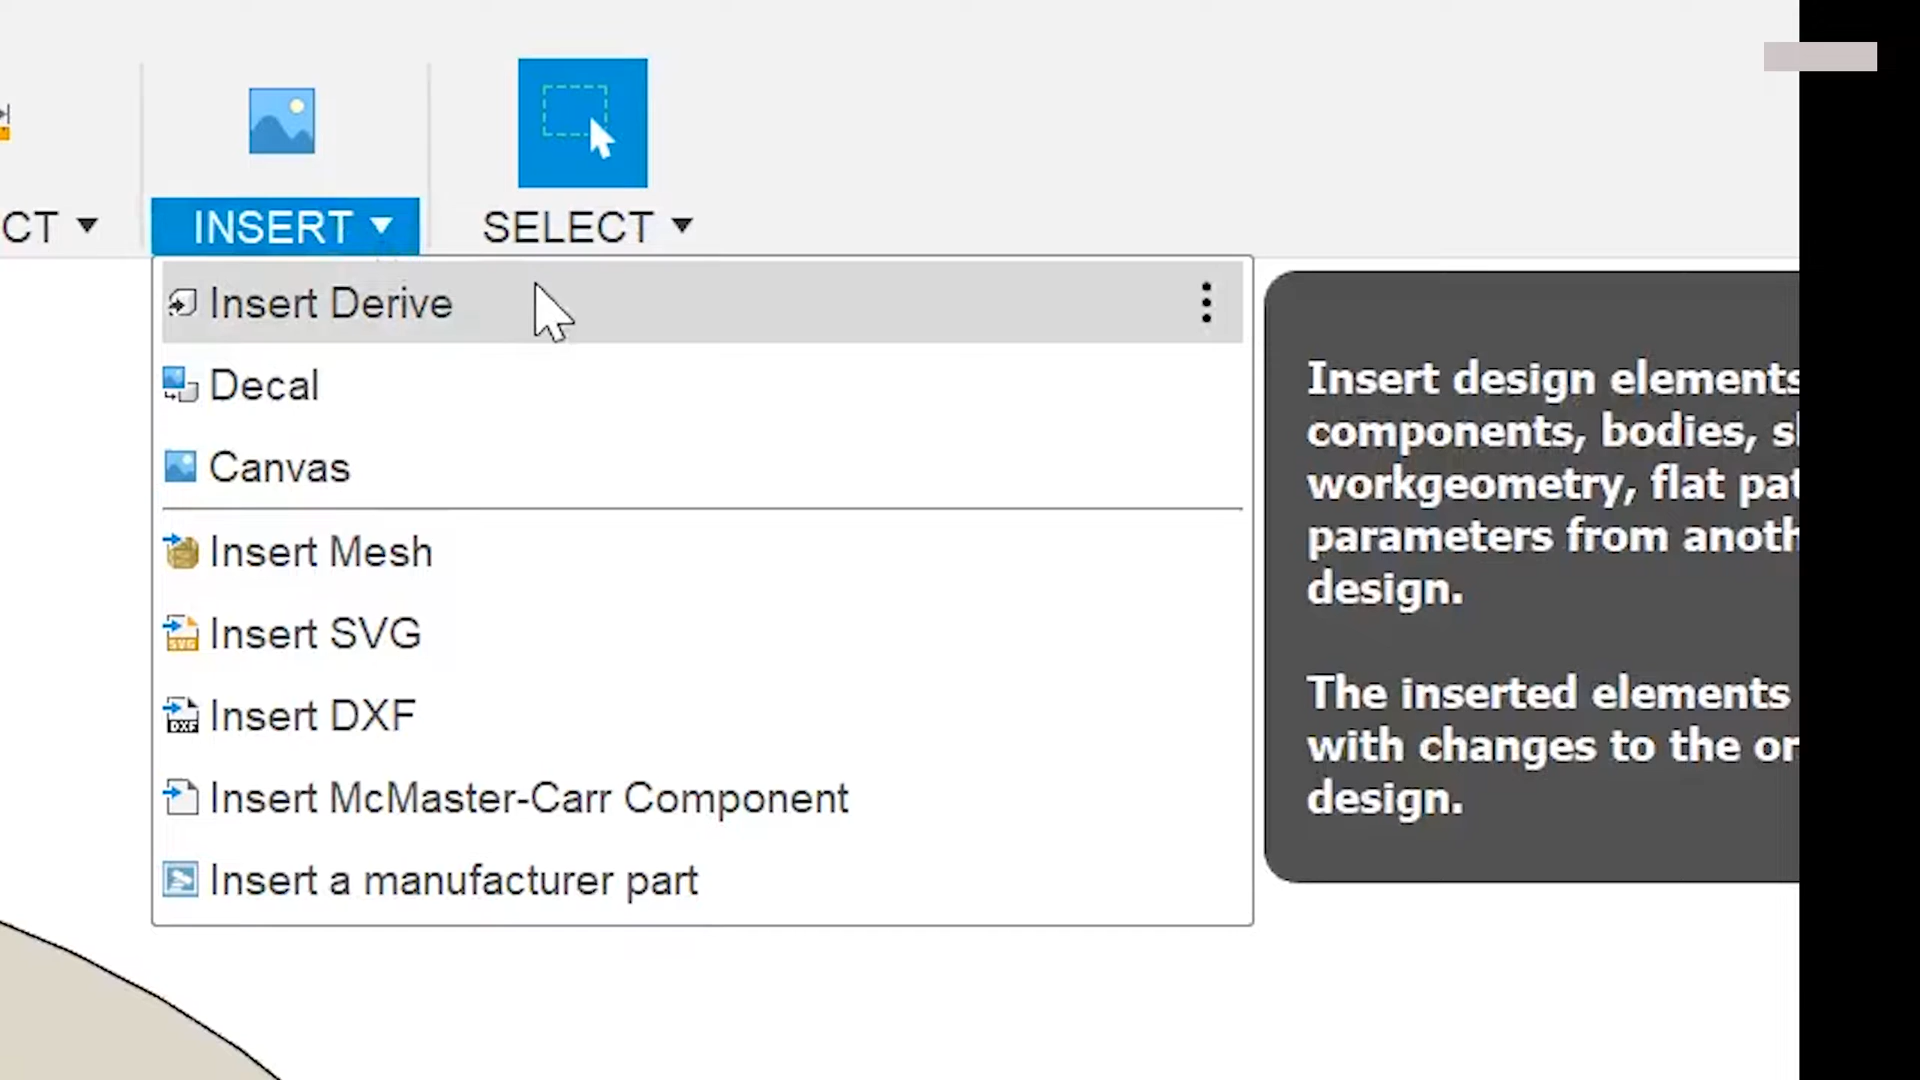 CT
INSERT
SELECT
Insert Derive
Decal
Canvas
Insert Mesh
SVG
Insert SVG
DXF
Insert DXF
Insert McMaster-Carr Component
Insert a manufacturer part
Insert design elements
components, bodies,
workgeometry, flat
parameters from
design.
The inserted elements
with changes to the
design.